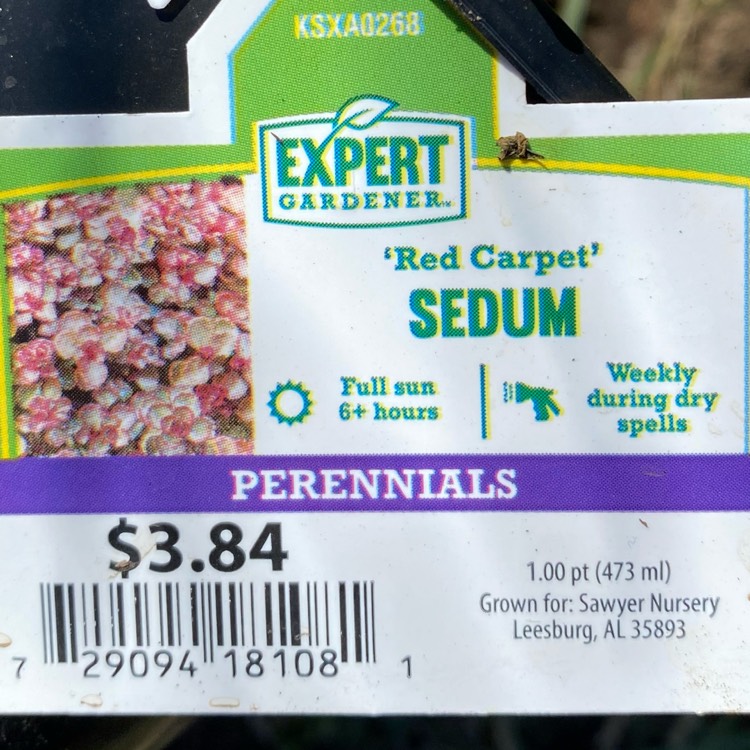 KSXA0268
EXPERT
GARDENER™
‘Red Carpet’
SEDUM
Full sun
6+ hours
Weekly
during dry
spells
PERENNIALS
$3.84
7 29094 18108 1
1.00 pt (473 ml)
Grown for: Sawyer Nursery
Leesburg, AL 35893